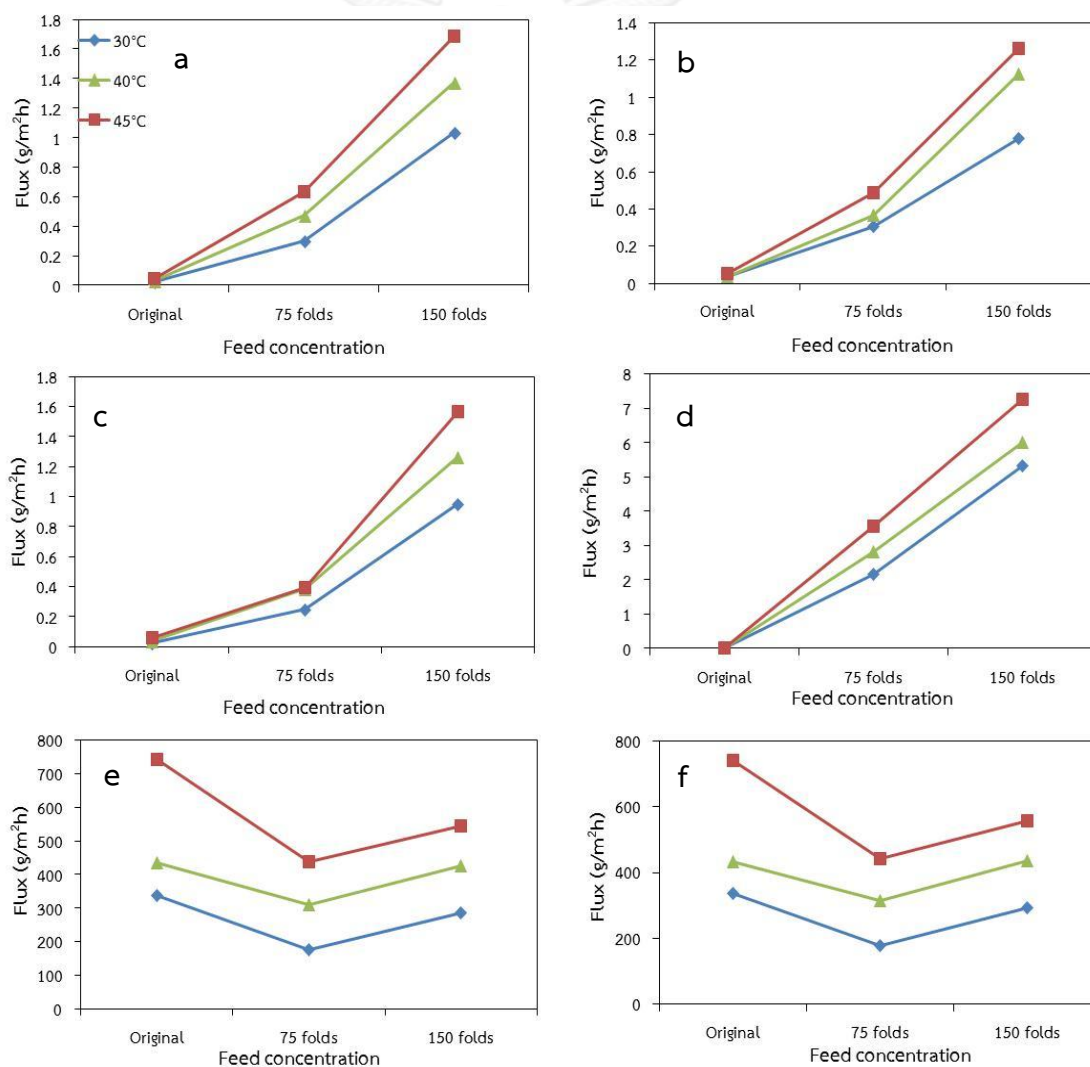 a
30°C
40°C
45°C
Flux (g/m²h)
1.8
1.6
1.4
1.2
1
0.8
0.6
0.4
0.2
0
Original 75 folds 150 folds
Feed concentration
b
Flux (g/m²h)
1.4
1.2
1
0.8
0.6
0.4
0.2
0
Original 75 folds 150 folds
Feed concentration
c
Flux (g/m²h)
1.8
1.6
1.4
1.2
1
0.8
0.6
0.4
0.2
0
Original 75 folds 150 folds
Feed concentration
d
Flux (g/m²h)
8
7
6
5
4
3
2
1
0
Original 75 folds 150 folds
Feed concentration
e
Flux (g/m²h)
800
700
600
500
400
300
200
100
0
Original 75 folds 150 folds
Feed concentration
f
Flux (g/m²h)
800
600
400
200
0
Original 75 folds 150 folds
Feed concentration